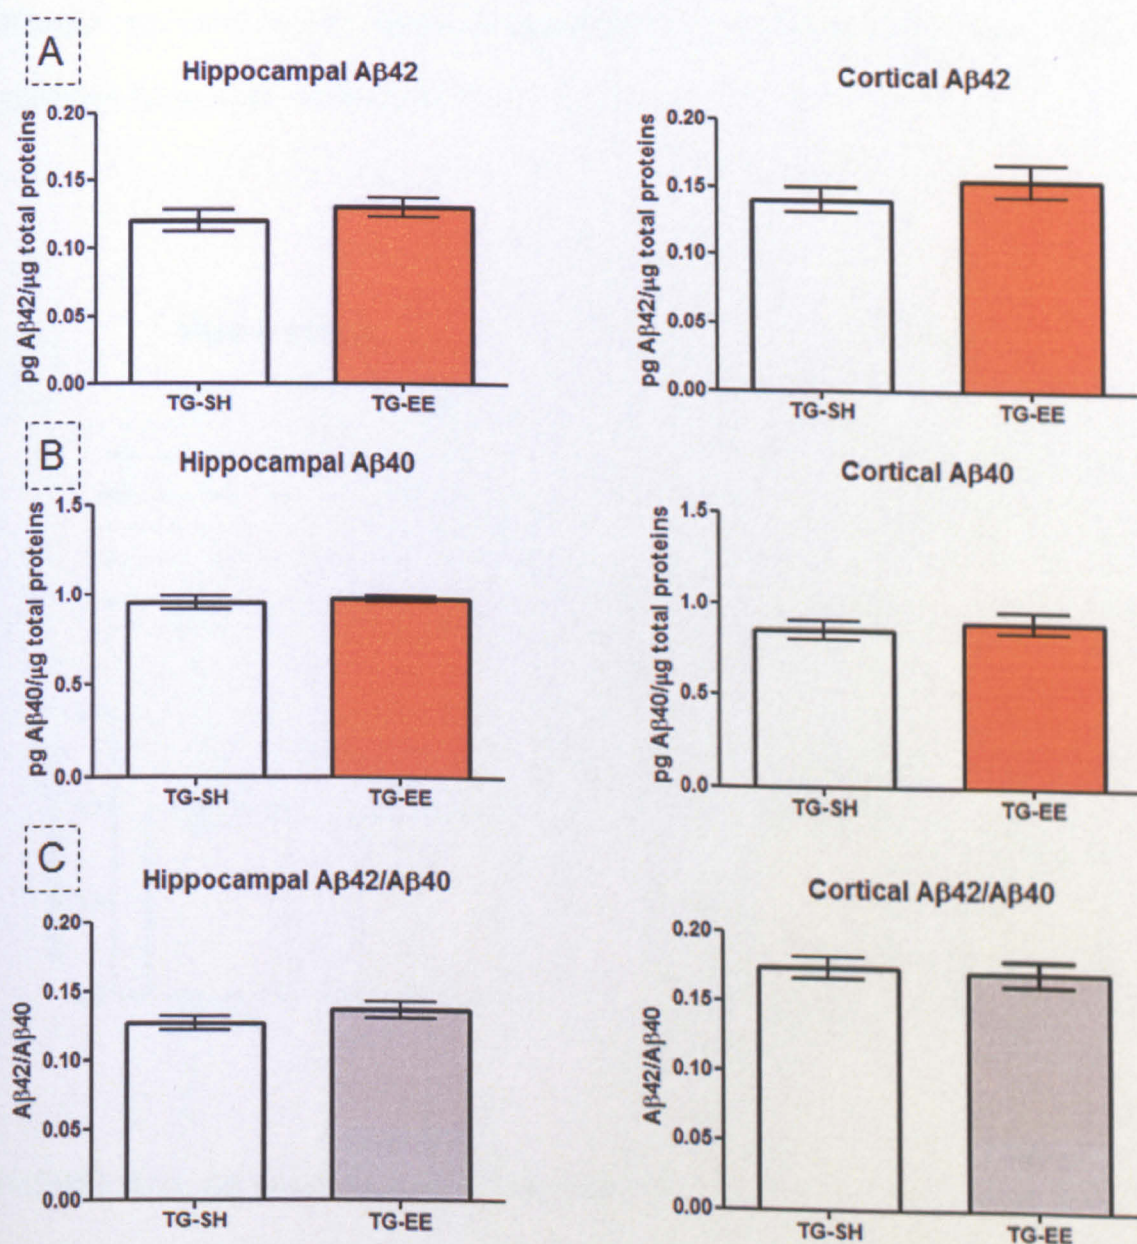 A
Hippocampal Aβ42
pg Aβ42/μg total proteins
0.20
0.15
0.10
0.05
0.00
TG-SH
TG-EE
Cortical Aβ42
pg Aβ42/μg total proteins
0.20
0.15
0.10
0.05
0.00
TG-SH
TG-EE
B
Hippocampal Aβ40
pg Aβ40/μg total proteins
1.5
1.0
0.5
0.0
TG-SH
TG-EE
Cortical Aβ40
pg Aβ40/μg total proteins
1.5
1.0
0.5
0.0
TG-SH
TG-EE
C
Hippocampal Aβ42/Aβ40
Aβ42/Aβ40
0.20
0.15
0.10
0.05
0.00
TG-SH
TG-EE
Cortical Aβ42/Aβ40
Aβ42/Aβ40
0.20
0.15
0.10
0.05
0.00
TG-SH
TG-EE